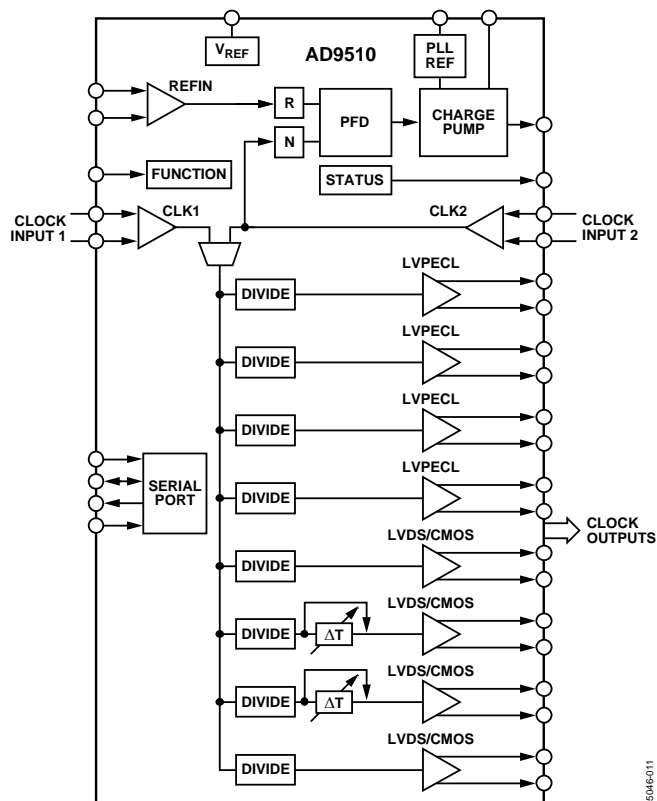 VREF
AD9510
PLL
REF
REFIN
R
PFD
CHARGE
PUMP
N
FUNCTION
STATUS
CLOCK
INPUT 1
CLK1
CLK2
CLOCK
INPUT 2
DIVIDE
LVPECL
DIVIDE
LVPECL
DIVIDE
LVPECL
DIVIDE
LVPECL
SERIAL
PORT
CLOCK
OUTPUTS
DIVIDE
LVDS/CMOS
DIVIDE
ΔT
LVDS/CMOS
DIVIDE
ΔT
LVDS/CMOS
DIVIDE
LVDS/CMOS
5046-011